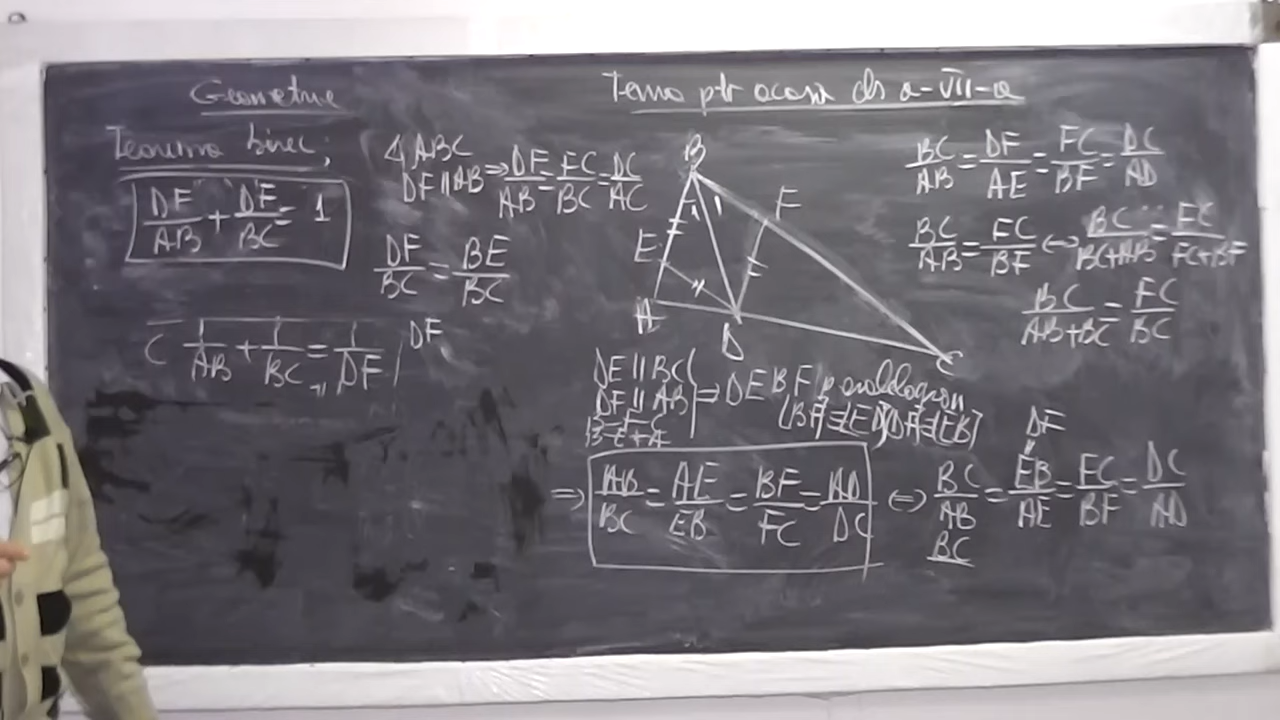 Geometrie
Tema ptr acasă cls a-VII-a
Teorema bisec;
DF/AB + DF/BC = 1
( 1/AB + 1/BC = 1/DF | DF
∆ ABC
DF || AB ⇒ DF/AB = FC/BC = DC/AC
DF/BC = BE/BC
B
F
E
A
D
C
DE || BC
DF || AB
⇒ DEBF paralelogram
[BF] ≡ [ED] [DF] ≡ [EB]
⇒ AB/BC = AE/EB = BF/FC = AD/DC ⇔ BC/AB = EB/AE = FC/BF = DC/AD
DF
BC
BC/AB = DF/AE = FC/BF = DC/AD
BC/AB = FC/BF ⇔ BC/BC+AB = FC/FC+BF
BC/AB+BC = FC/BC